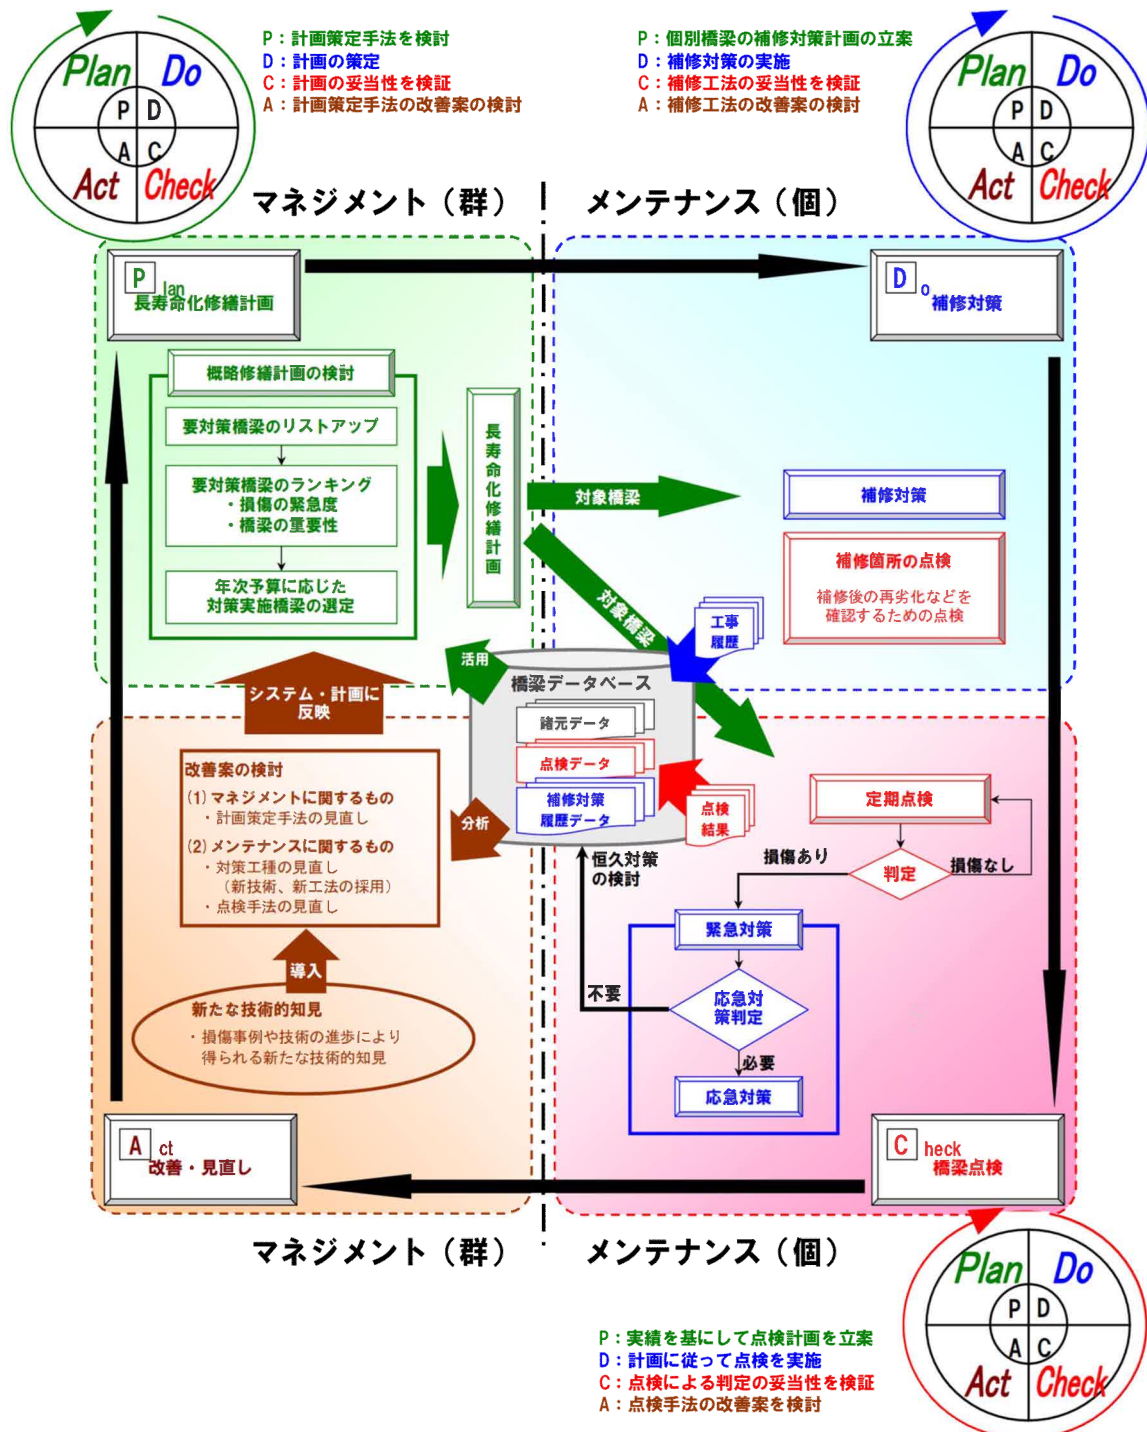 Plan Do
P D
A C
Act Check
P：計画策定手法を検討
D：計画の策定
C：計画の妥当性を検証
A：計画策定手法の改善案の検討
P：個別橋梁の補修対策計画の立案
D：補修対策の実施
C：補修工法の妥当性を検証
A：補修工法の改善案の検討
Plan Do
P D
A C
Act Check
マネジメント（群）
メンテナンス（個）
Plan
長寿命化修繕計画
Do
補修対策
概略修繕計画の検討
要対策橋梁のリストアップ
要対策橋梁のランキング
・損傷の緊急度
・橋梁の重要性
年次予算に応じた
対策実施橋梁の選定
長寿命化修繕計画
対象橋梁
対象橋梁
補修対策
補修箇所の点検
補修後の再劣化などを
確認するための点検
工事
履歴
活用
橋梁データベース
諸元データ
点検データ
補修対策
履歴データ
点検
結果
分析
システム・計画に
反映
改善案の検討
(1)マネジメントに関するもの
・計画策定手法の見直し
(2)メンテナンスに関するもの
・対策工種の見直し
（新技術、新工法の採用）
・点検手法の見直し
導入
新たな技術的知見
・損傷事例や技術の進歩により
得られる新たな技術的知見
定期点検
判定
損傷あり
損傷なし
恒久対策
の検討
緊急対策
応急対
策判定
不要
必要
応急対策
Act
改善・見直し
Check
橋梁点検
マネジメント（群）
メンテナンス（個）
P：実績を基にして点検計画を立案
D：計画に従って点検を実施
C：点検による判定の妥当性を検証
A：点検手法の改善案を検討
Plan Do
P D
A C
Act Check